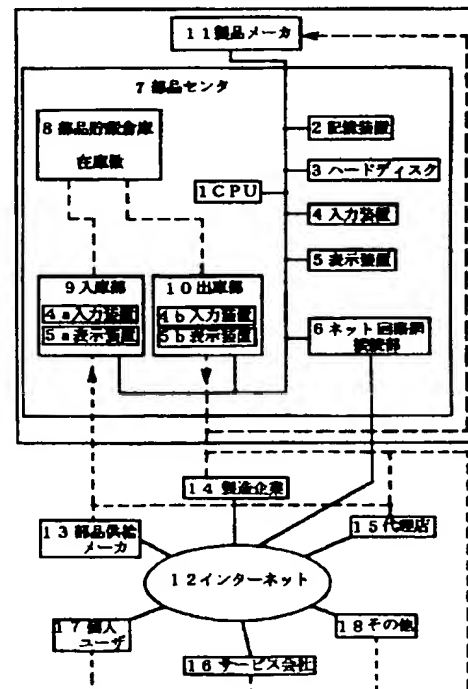 11製品メーカ
7部品センタ
8部品貯蔵倉庫
在庫数
2記憶装置
3ハードディスク
1CPU
4入力装置
5表示装置
9入庫部
4a入力装置
5a表示装置
10出庫部
4b入力装置
5b表示装置
6ネット回路網
接続部
14製造企業
13部品供給
メーカ
15代理店
12インターネット
17個人
ユーザ
18その他
16サービス会社